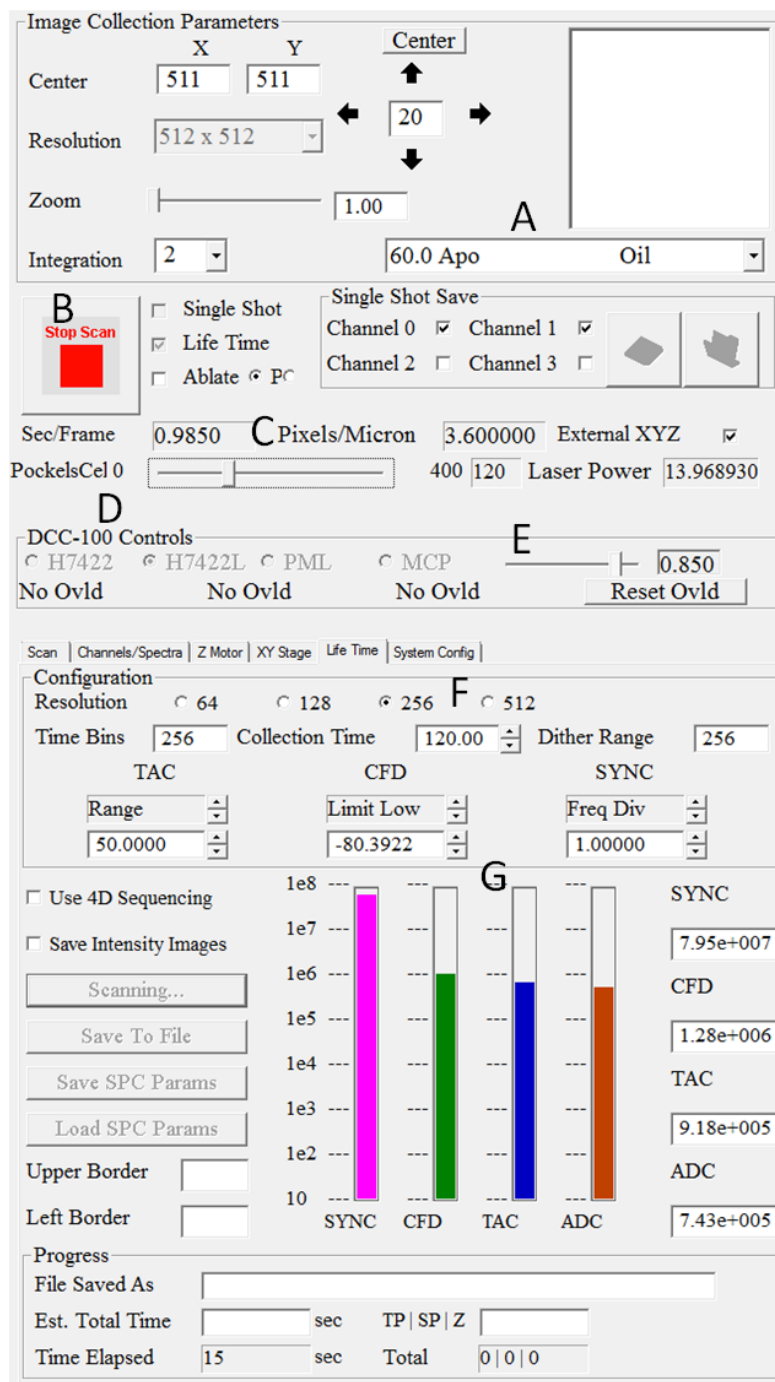 Image Collection Parameters
X Y Center
Center 511 511
20
Resolution 512 x 512
Zoom 1.00
A
Integration 2 60.0 Apo Oil
B
Stop Scan
Single Shot
Life Time
Ablate P
Single Shot Save
Channel 0 Channel 1
Channel 2 Channel 3
Sec/Frame 0.9850 C Pixels/Micron 3.600000 External XYZ
PockelsCel 0 400 120 Laser Power 13.968930
D
DCC-100 Controls E
H7422 H7422L PML MCP 0.850
No Ovld No Ovld No Ovld Reset Ovld
Scan Channels/Spectra Z Motor XY Stage Life Time System Config
Configuration
Resolution 64 128 256 F 512
Time Bins 256 Collection Time 120.00 Dither Range 256
TAC CFD SYNC
Range Limit Low Freq Div
50.0000 -80.3922 1.00000
G
Use 4D Sequencing
Save Intensity Images
Scanning...
Save To File
Save SPC Params
Load SPC Params
Upper Border
Left Border
1e8 --- --- --- ---
1e7 --- --- --- ---
1e6 --- --- --- ---
1e5 --- --- --- ---
1e4 --- --- --- ---
1e3 --- --- --- ---
1e2 --- --- --- ---
10 --- --- --- ---
SYNC CFD TAC ADC
SYNC
7.95e+007
CFD
1.28e+006
TAC
9.18e+005
ADC
7.43e+005
Progress
File Saved As
Est. Total Time sec TP | SP | Z
Time Elapsed 15 sec Total 0 | 0 | 0